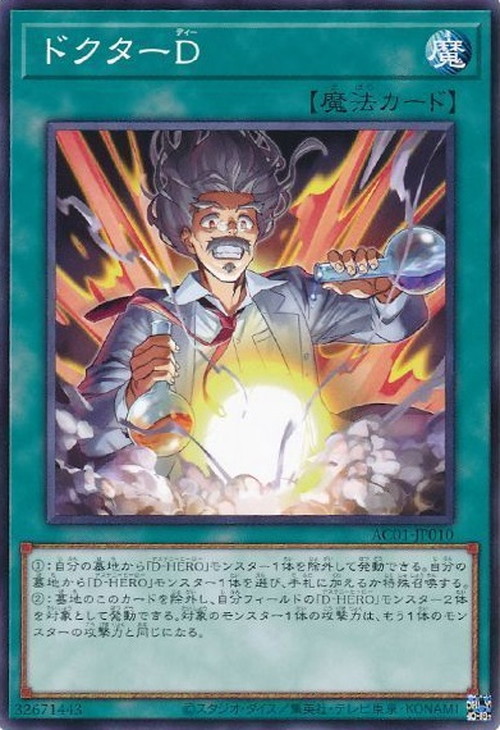 ドクターD
ディー
魔
【魔法カード】
AC01-JP010
①:自分の墓地から「D-HERO」モンスター1体を除外して発動できる。自分の
墓地から「D-HERO」モンスター1体を選び、手札に加えるか特殊召喚する。
②:墓地のこのカードを除外し、自分フィールドの「D-HERO」モンスター2体
を対象として発動できる。対象のモンスター1体の攻撃力は、もう1体のモン
スターの攻撃力と同じになる。
32671443
©スタジオ・ダイス/集英社・テレビ東京・KONAMI